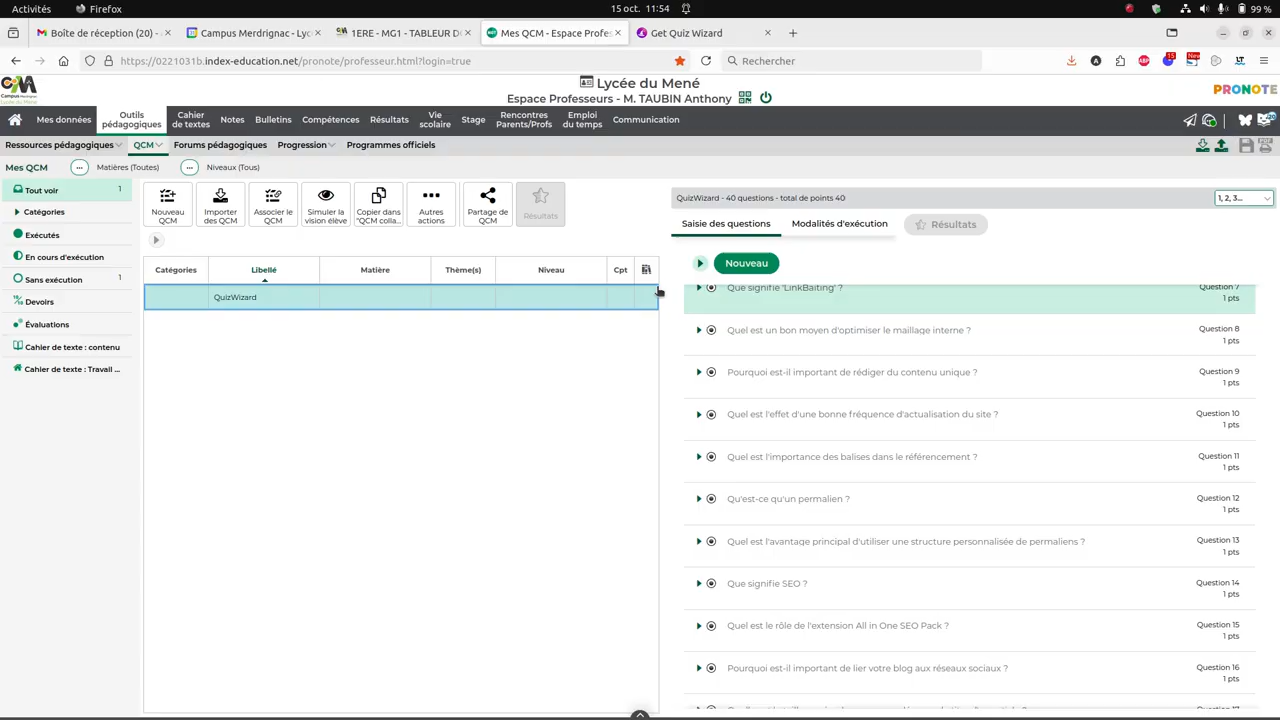 Activités Firefox 15 oct. 11:54 99 %
Boîte de réception (20) - Campus Merdrignac - Lyc 1ERE - MG1 - TABLEUR D Mes QCM - Espace Profes Get Quiz Wizard
https://0221031b.index-education.net/pronote/professeur.html?login=true Rechercher
Lycée du Mené
Espace Professeurs - M. TAUBIN Anthony
PRONOTE
Mes données Outils pédagogiques Cahier de textes Notes Bulletins Compétences Résultats Vie scolaire Stage Rencontres Parents/Profs Emploi du temps Communication
Ressources pédagogiques QCM Forums pédagogiques Progression Programmes officiels
Mes QCM ... Matières (Toutes) ... Niveaux (Tous)
Tout voir 1
Catégories
Exécutés
En cours d'exécution
Sans exécution 1
Devoirs
Évaluations
Cahier de texte : contenu
Cahier de texte : Travail ...
Nouveau QCM
Importer des QCM
Associer le QCM
Simuler la vision élève
Copier dans "QCM colla...
Autres actions
Partage de QCM
Résultats
Catégories Libellé Matière Thème(s) Niveau Cpt
QuizWizard
QuizWizard - 40 questions - total de points 40 1, 2, 3...
Saisie des questions Modalités d'exécution Résultats
Nouveau
Que signifie 'LinkBaiting' ? Question 7
1 pts
Quel est un bon moyen d'optimiser le maillage interne ? Question 8
1 pts
Pourquoi est-il important de rédiger du contenu unique ? Question 9
1 pts
Quel est l'effet d'une bonne fréquence d'actualisation du site ? Question 10
1 pts
Quel est l'importance des balises dans le référencement ? Question 11
1 pts
Qu'est-ce qu'un permalien ? Question 12
1 pts
Quel est l'avantage principal d'utiliser une structure personnalisée de permaliens ? Question 13
1 pts
Que signifie SEO ? Question 14
1 pts
Quel est le rôle de l'extension All in One SEO Pack ? Question 15
1 pts
Pourquoi est-il important de lier votre blog aux réseaux sociaux ? Question 16
1 pts